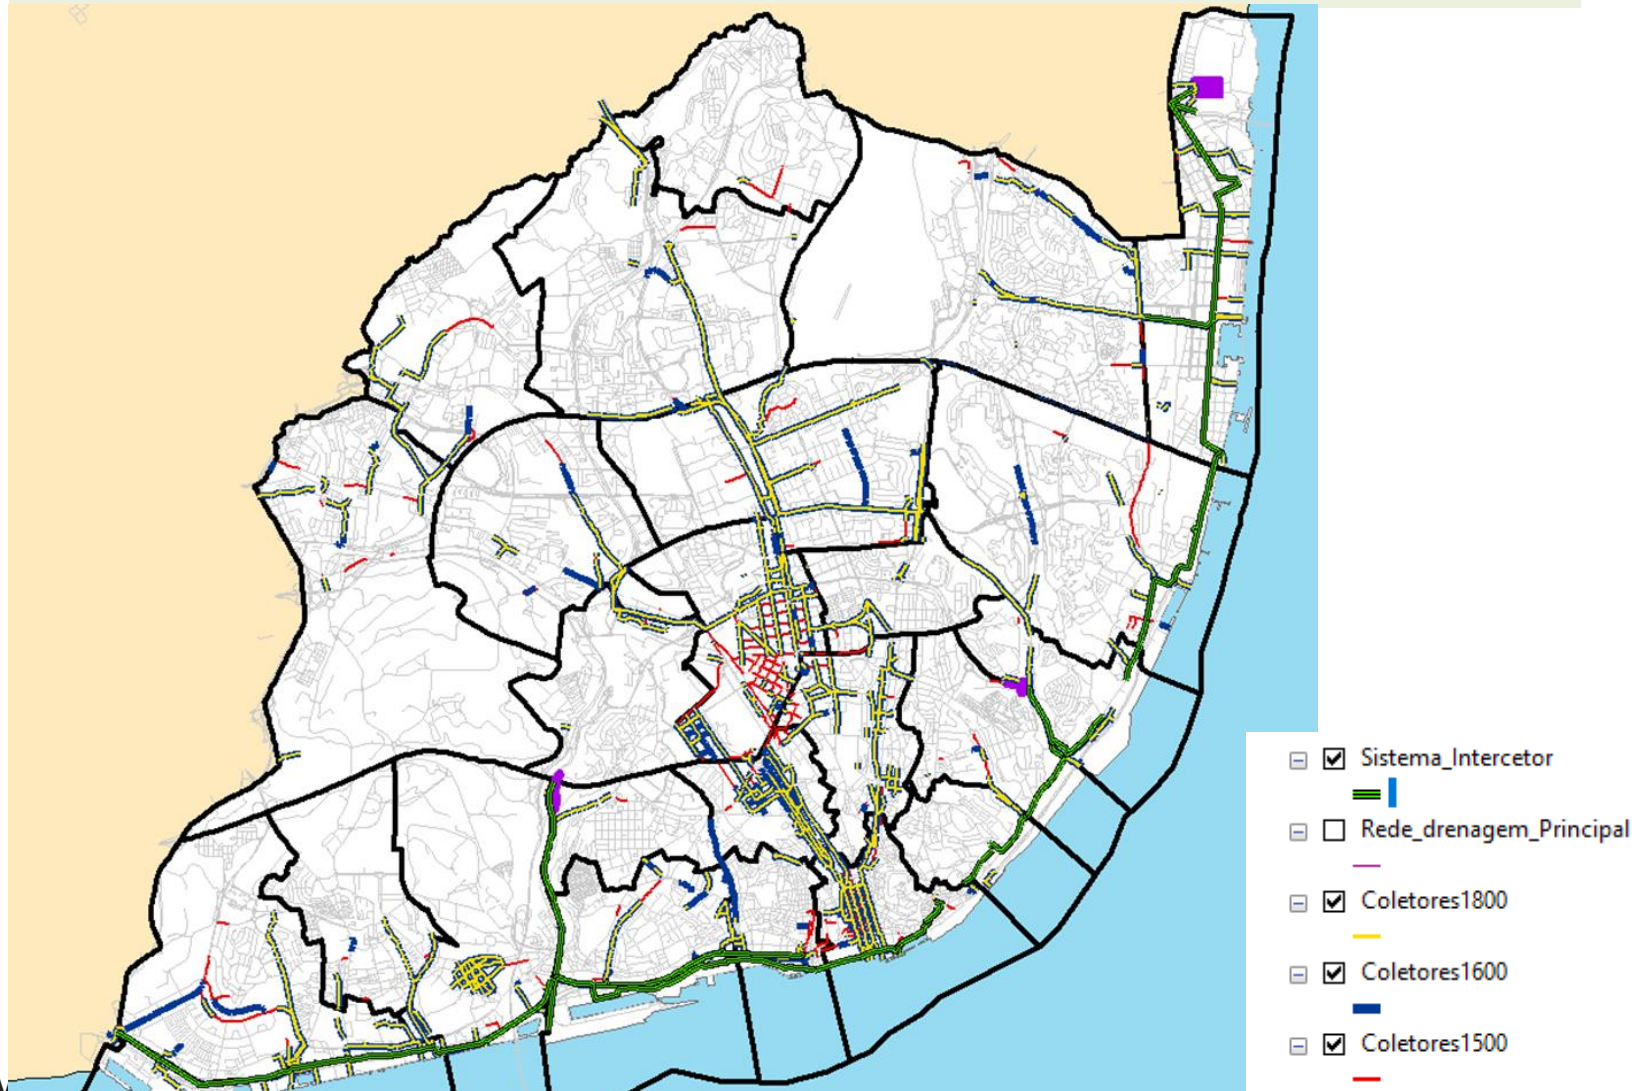 Sistema_Intercetor
Rede_drenagem_Principal
Coletores1800
Coletores1600
Coletores1500